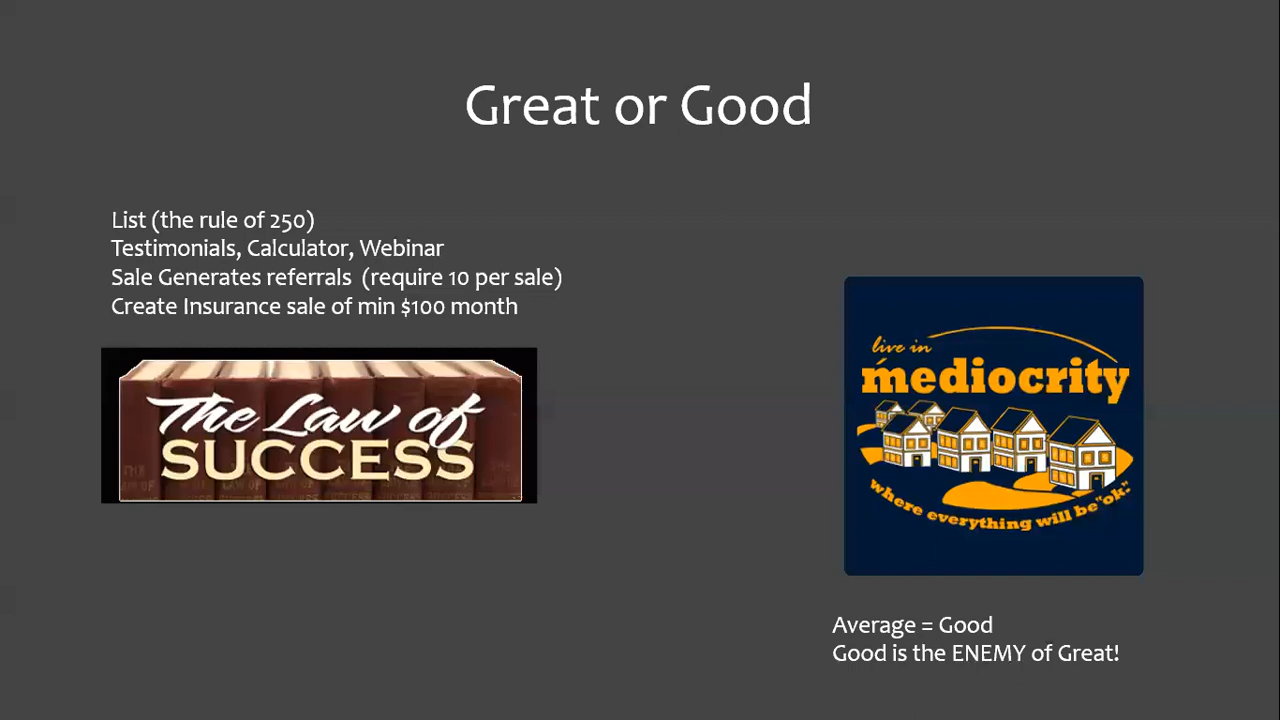 Great or Good
List (the rule of 250)
Testimonials, Calculator, Webinar
Sale Generates referrals (require 10 per sale)
Create Insurance sale of min $100 month
The Law of
SUCCESS
live in
mediocrity
where everything will be "ok"
Average = Good
Good is the ENEMY of Great!